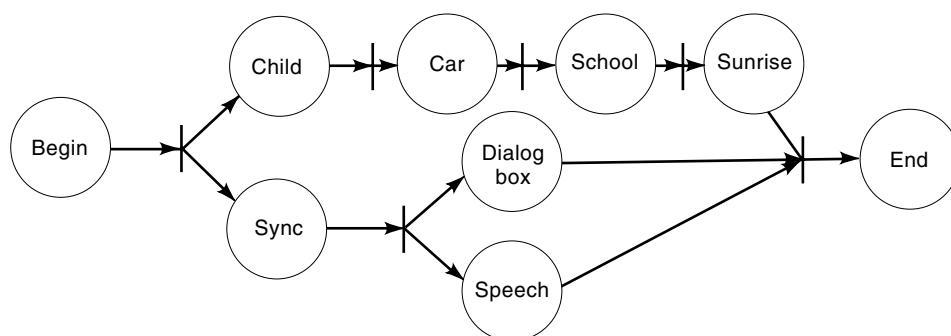 Child
Car
School
Sunrise
Begin
Dialog
box
End
Sync
Speech